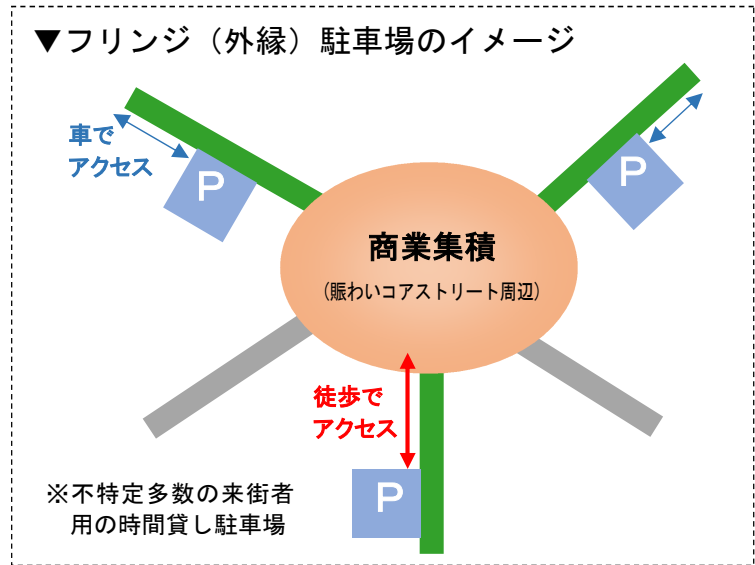 ▼フリンジ（外縁）駐車場のイメージ
車で
アクセス
P
P
商業集積
（賑わいコアストリート周辺）
徒歩で
アクセス
P
※不特定多数の来街者
用の時間貸し駐車場